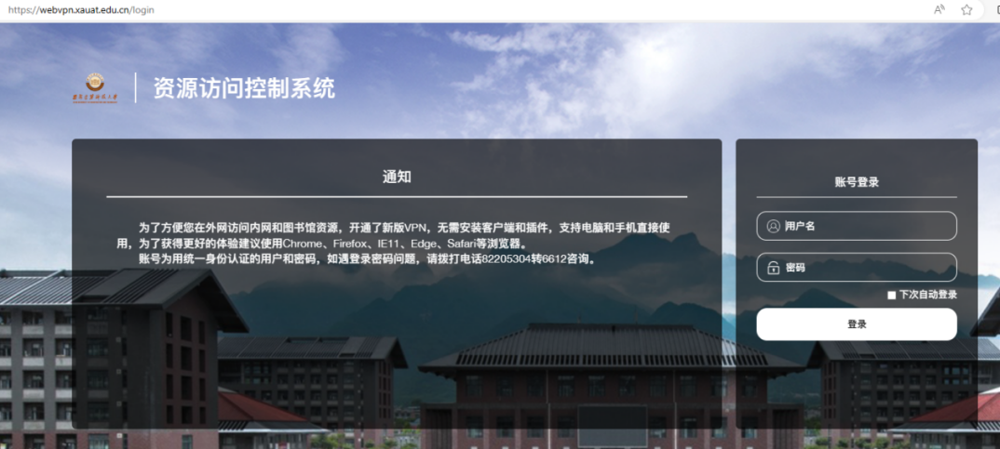 https://webvpn.xauat.edu.cn/login
资源访问控制系统
通知
为了方便您在外网访问内网和图书馆资源，开通了新版VPN，无需安装客户端和插件，支持电脑和手机直接使
用，为了获得更好的体验建议使用Chrome、Firefox、IE11、Edge、Safari等浏览器。
账号为用统一身份认证的用户和密码，如遇登录密码问题，请拨打电话82205304转6612咨询。
账号登录
用户名
密码
下次自动登录
登录